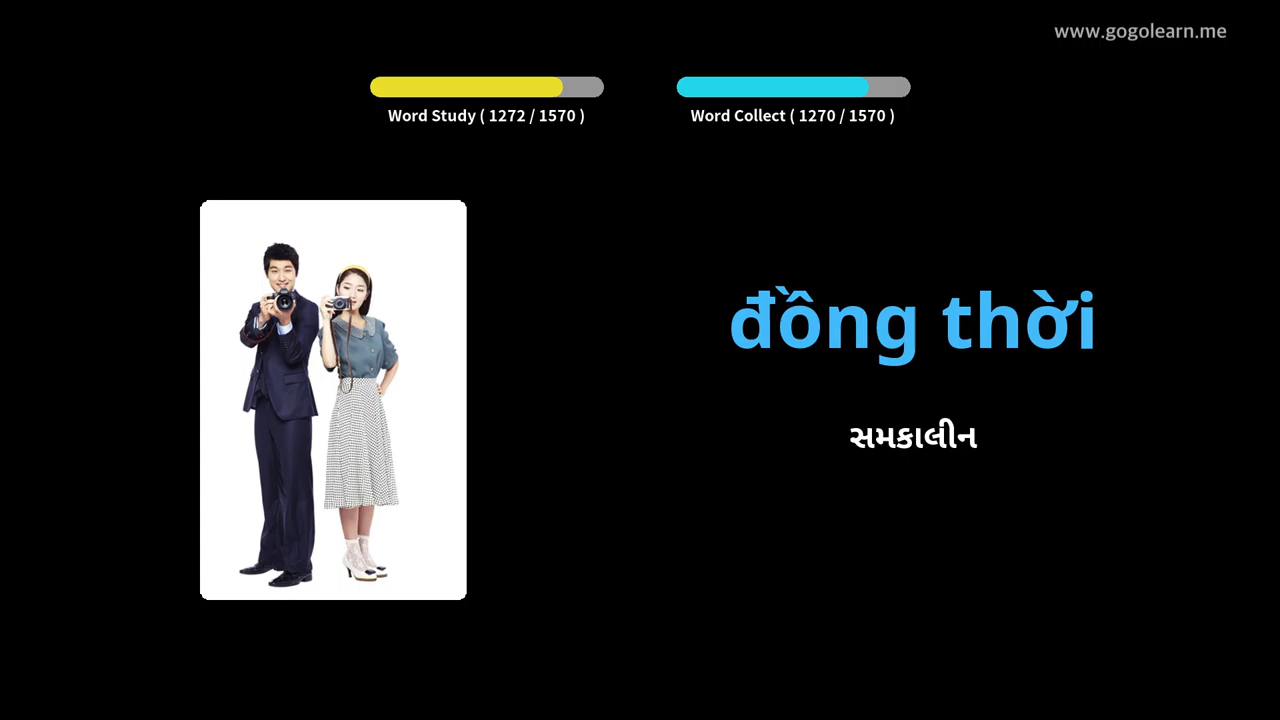 www.gogolearn.me
Word Study ( 1272 / 1570 )
Word Collect ( 1270 / 1570 )
đồng thời
સમકાલીન